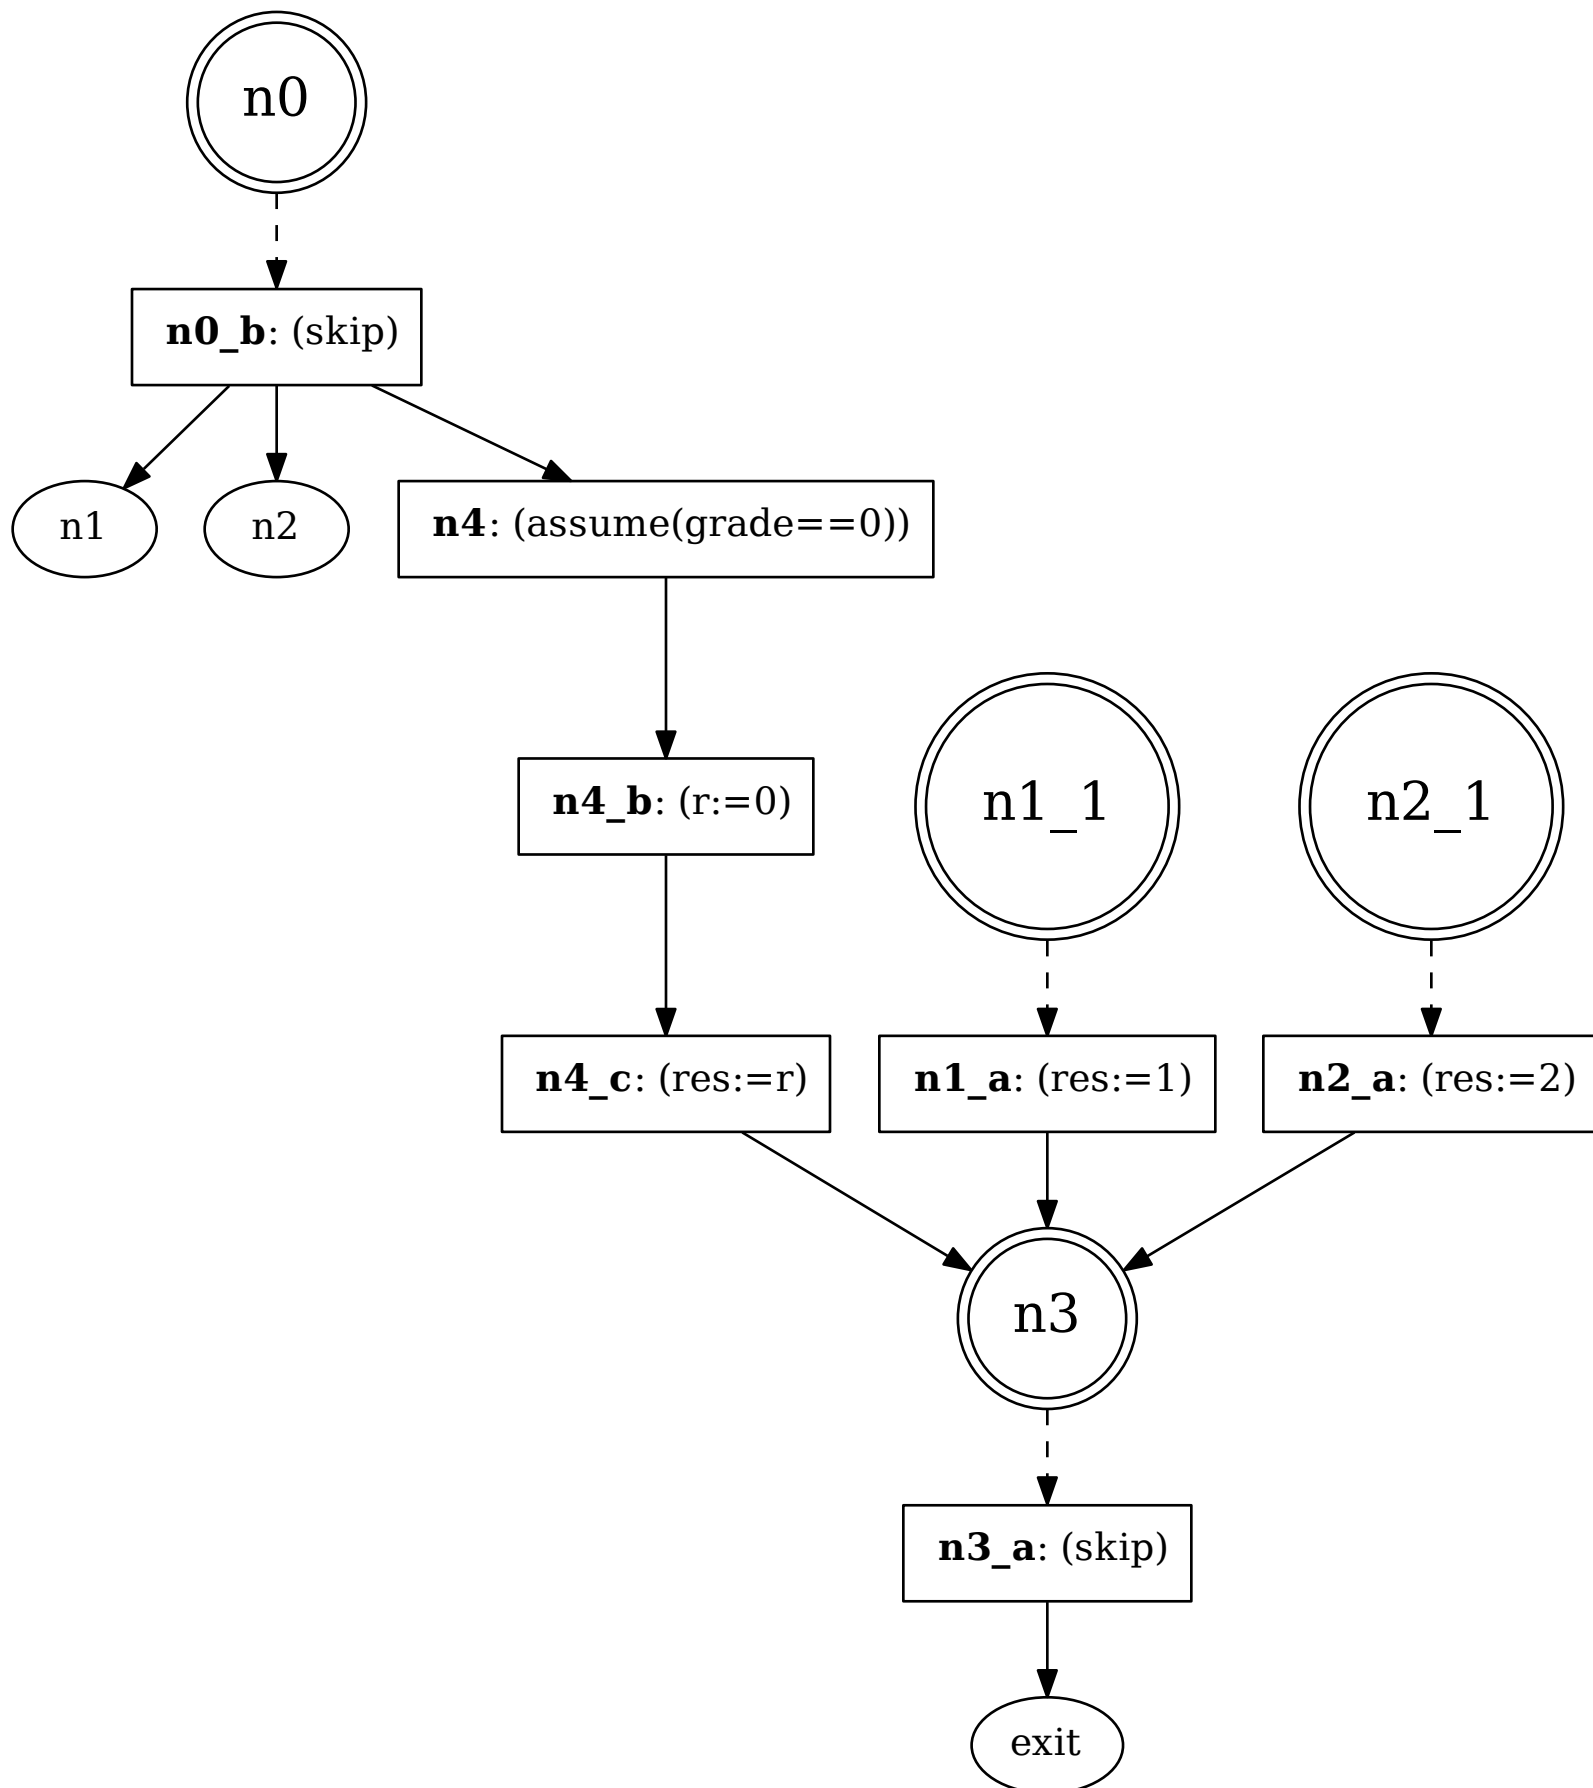 n0
n0_b: (skip)
n1
n2
n4: (assume(grade==0))
n4_b: (r:=0)
n1_1
n2_1
n4_c: (res:=r)
n1_a: (res:=1)
n2_a: (res:=2)
n3
n3_a: (skip)
exit